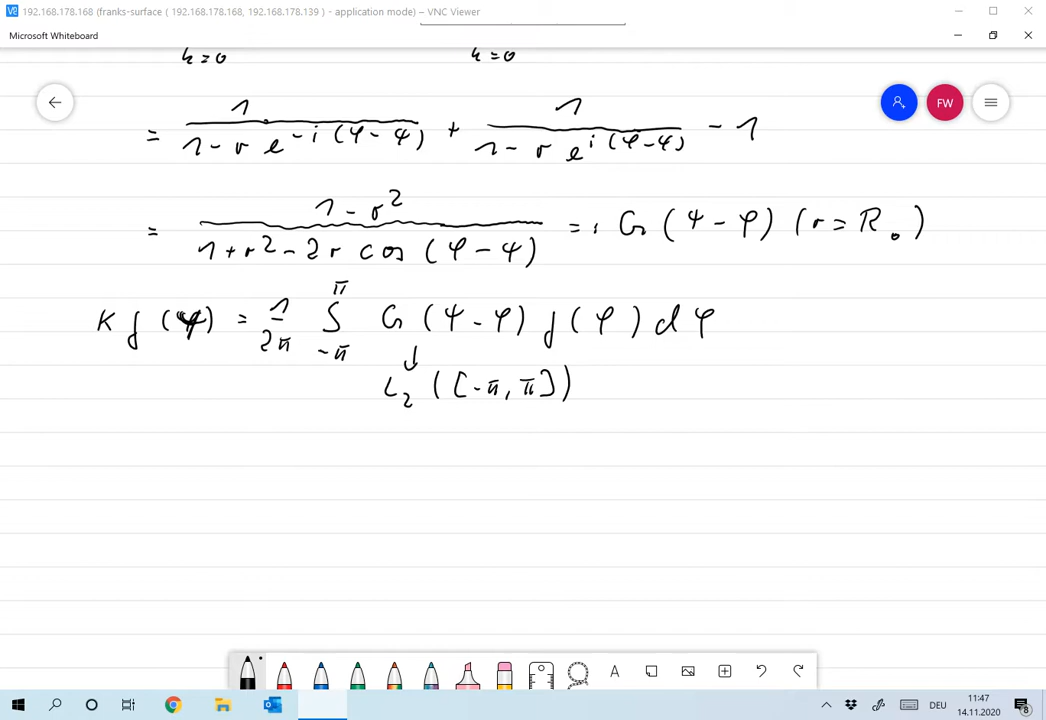 192.168.178.168 (franks-surface ( 192.168.178.168, 192.168.178.139 ) - application mode) - VNC Viewer
Microsoft Whiteboard
k=0 k=0
= 1/(1 - r e^{-i(φ-ψ)}) + 1/(1 - r e^{i(φ-ψ)}) - 1
= (1 - r²)/(1 + r² - 2r cos(φ-ψ)) =: G(ψ-φ) (r = R₀)
K f(ψ) = 1/2π ∫_{-π}^{π} G(ψ-φ) f(φ) dφ
↓
L₂([-π, π])
FW
A
DEU
11:47
14.11.2020
8